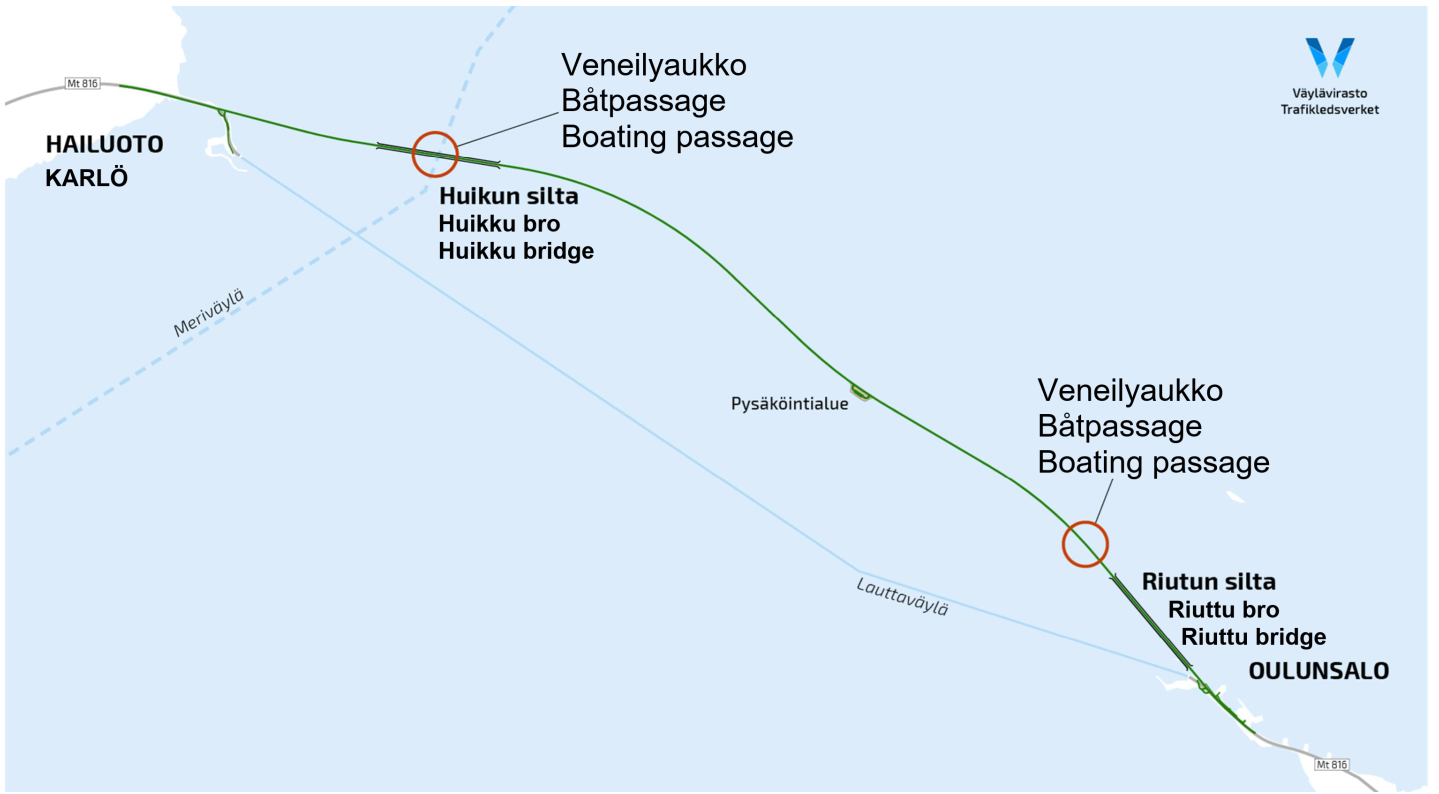 Veneilyaukko
Båtpassage
Boating passage
Väylävirasto
Trafikledsverket
Mt 816
HAILUOTO
KARLÖ
Huikun silta
Huikku bro
Huikku bridge
Meriväylä
Pysäköintialue
Veneilyaukko
Båtpassage
Boating passage
Lauttaväylä
Riutun silta
Riuttu bro
Riuttu bridge
OULUNSALO
Mt 816